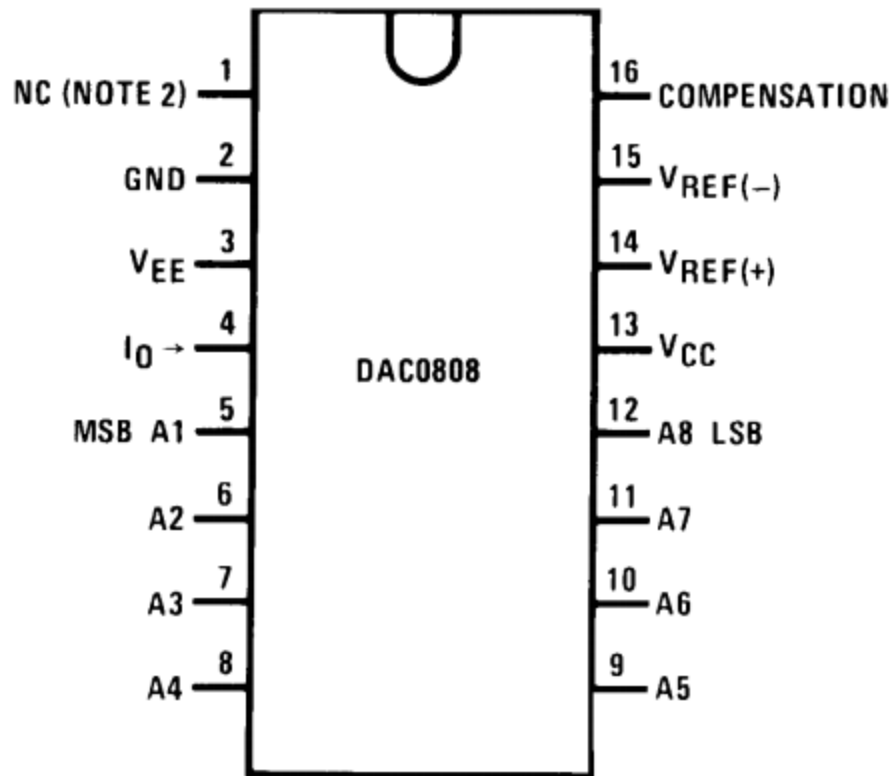 1
NC (NOTE 2)
16
COMPENSATION
2
GND
15
VREF(–)
3
VEE
14
VREF(+)
4
IO →
13
VCC
DAC0808
5
MSB A1
12
A8 LSB
6
A2
11
A7
7
A3
10
A6
8
A4
9
A5